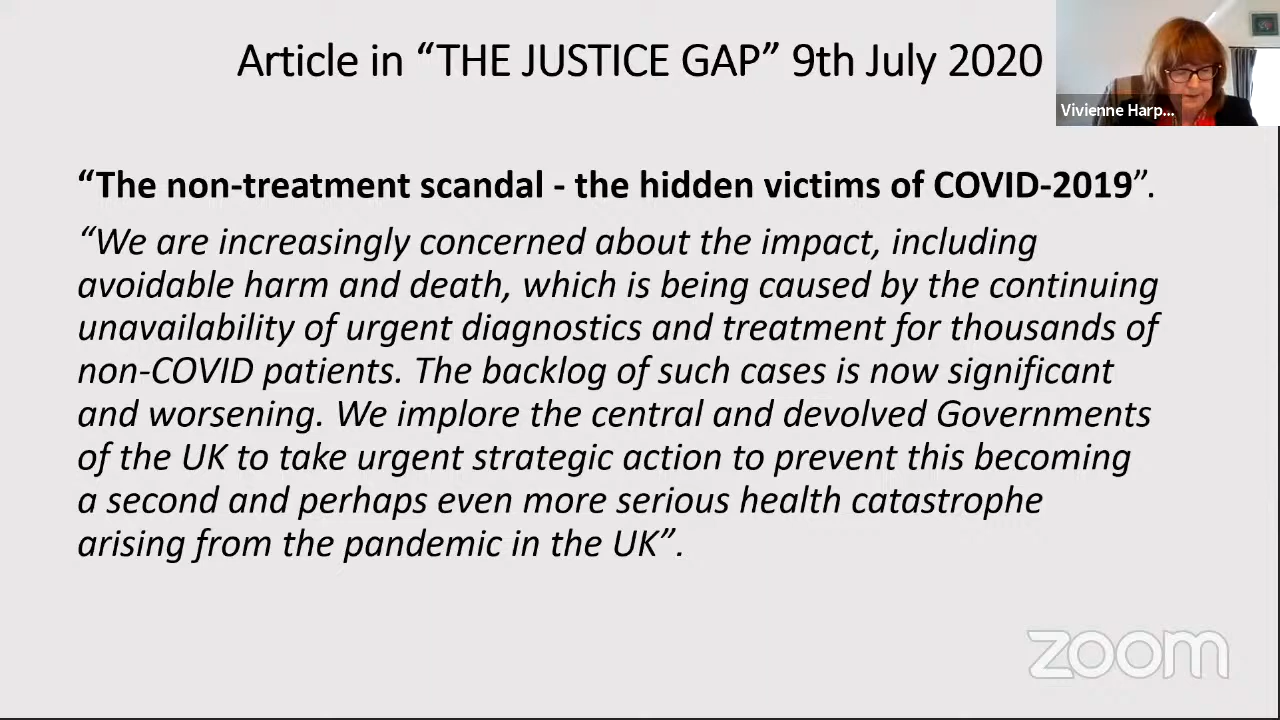 Article in “THE JUSTICE GAP” 9th July 2020
Vivienne Harp...
“The non-treatment scandal - the hidden victims of COVID-2019”.
“We are increasingly concerned about the impact, including
avoidable harm and death, which is being caused by the continuing
unavailability of urgent diagnostics and treatment for thousands of
non-COVID patients. The backlog of such cases is now significant
and worsening. We implore the central and devolved Governments
of the UK to take urgent strategic action to prevent this becoming
a second and perhaps even more serious health catastrophe
arising from the pandemic in the UK”.
zoom